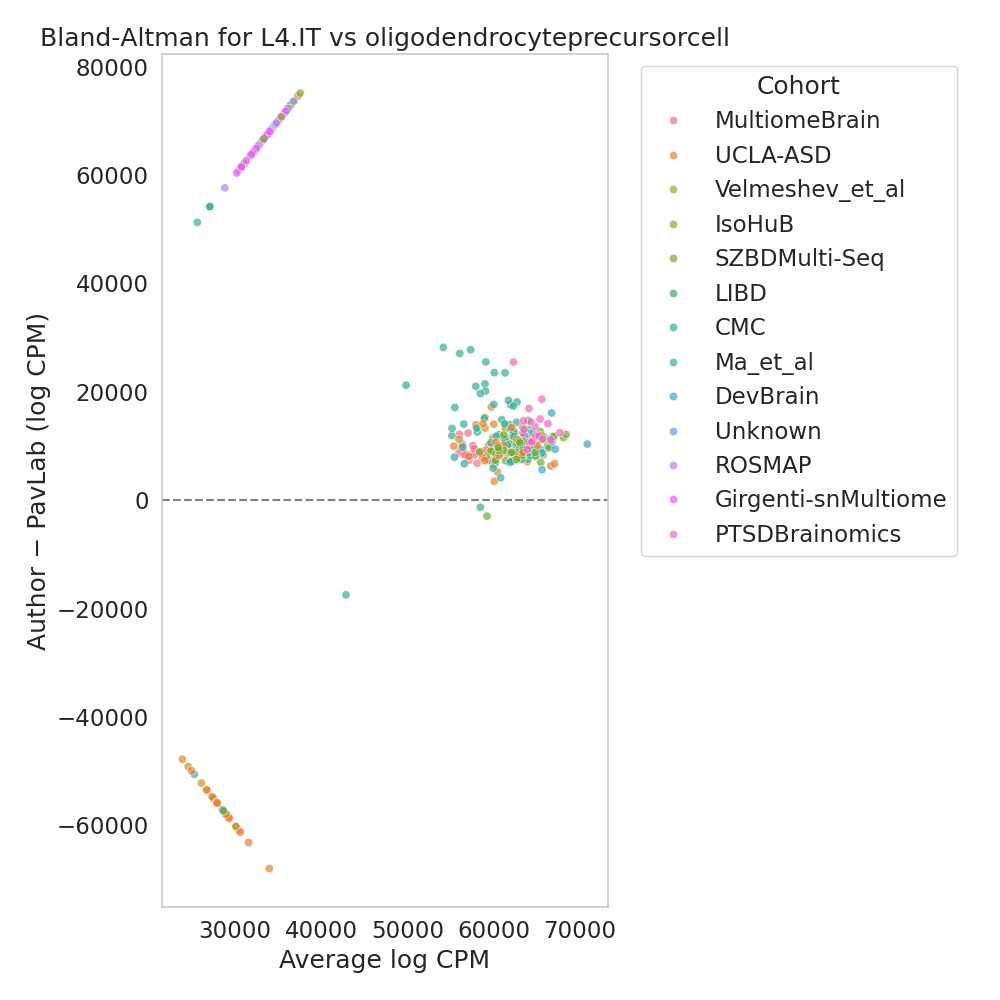 Bland-Altman for L4.IT vs oligodendrocyteprecursorcell
80000
60000
40000
20000
0
−20000
−40000
−60000
Author − PavLab (log CPM)
30000
40000
50000
60000
70000
Average log CPM
Cohort
MultiomeBrain
UCLA-ASD
Velmeshev_et_al
IsoHuB
SZBDMulti-Seq
LIBD
CMC
Ma_et_al
DevBrain
Unknown
ROSMAP
Girgenti-snMultiome
PTSDBrainomics